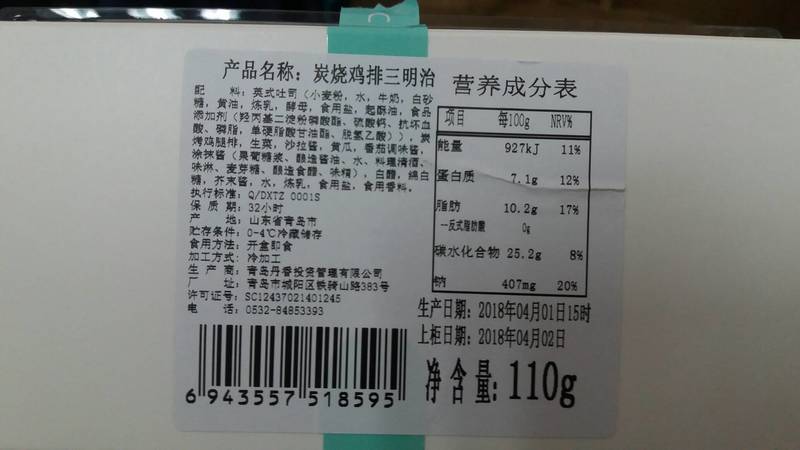 产品名称：炭烧鸡排三明治
配 料：英式吐司（小麦粉，水，牛奶，白砂
糖，黄油，炼乳，酵母，食用盐，起酥油，食品
添加剂（羟丙基二淀粉磷酸酯、硫酸钙、抗坏血
酸、磷脂，单硬脂酸甘油酯、脱氢乙酸）），炭
烤鸡腿排，生菜，沙拉酱，黄瓜，番茄调味酱，
涂抹酱（果葡糖浆、酿造酱油、水、料理清酒、
味淋、麦芽糖、酿造食醋、味精），白醋，绵白
糖，芥末酱，水，炼乳，食用盐，食用香料。
执行标准：Q/DXTZ 0001S
保 质 期：32小时
产 地：山东省青岛市
贮存条件：0-4℃冷藏储存
食用方法：开盒即食
加工方式：冷加工
生 产 商：青岛丹香投资管理有限公司
厂 址：青岛市城阳区铁骑山路383号
许可证号：SC12437021401245
电 话：0532-84853393
6 943557 518595
营养成分表
项目 每100g NRV%
能量 927kJ 11%
蛋白质 7.1g 12%
脂肪 10.2g 17%
--反式脂肪酸 0g
碳水化合物 25.2g 8%
钠 407mg 20%
生产日期：2018年04月01日15时
上柜日期：2018年04月02日
净含量：110g